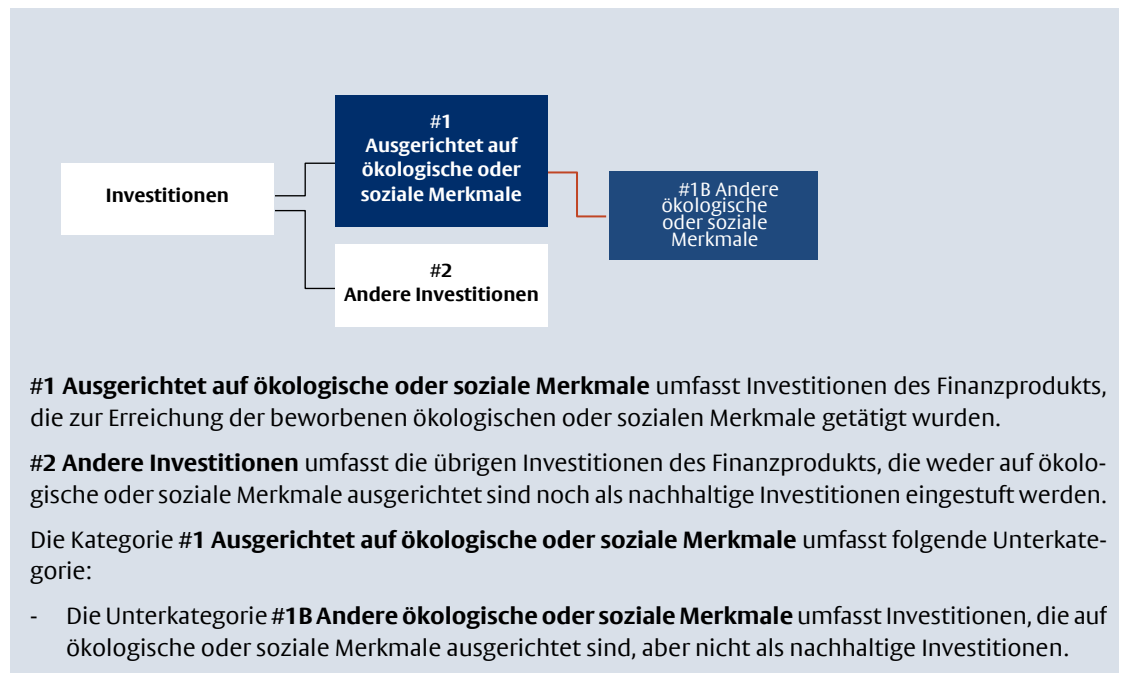 #1
Ausgerichtet auf
ökologische oder
soziale Merkmale
Investitionen
#1B Andere
ökologische
oder soziale
Merkmale
#2
Andere Investitionen
#1 Ausgerichtet auf ökologische oder soziale Merkmale umfasst Investitionen des Finanzprodukts,
die zur Erreichung der beworbenen ökologischen oder sozialen Merkmale getätigt wurden.
#2 Andere Investitionen umfasst die übrigen Investitionen des Finanzprodukts, die weder auf ökolo-
gische oder soziale Merkmale ausgerichtet sind noch als nachhaltige Investitionen eingestuft werden.
Die Kategorie #1 Ausgerichtet auf ökologische oder soziale Merkmale umfasst folgende Unterkate-
gorie:
- Die Unterkategorie #1B Andere ökologische oder soziale Merkmale umfasst Investitionen, die auf
ökologische oder soziale Merkmale ausgerichtet sind, aber nicht als nachhaltige Investitionen.